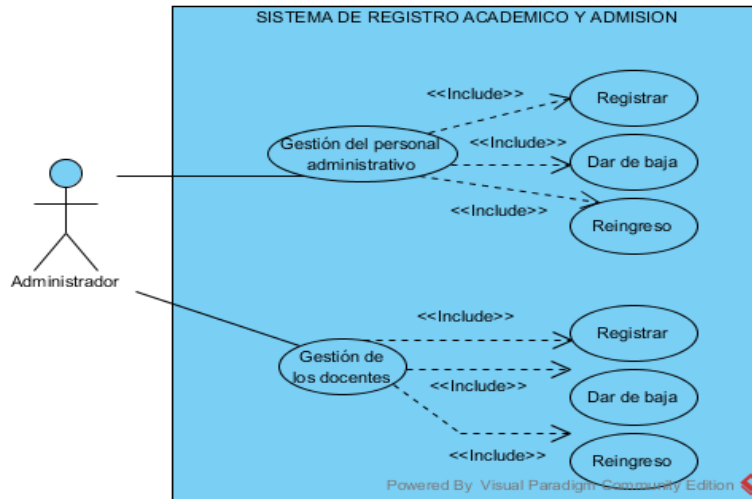 SISTEMA DE REGISTRO ACADEMICO Y ADMISION
<<Include>>
Registrar
Gestión del personal
administrativo
<<Include>>
Dar de baja
<<Include>>
Reingreso
Administrador
<<Include>>
Registrar
Gestión de
los docentes
<<Include>>
Dar de baja
<<Include>>
Reingreso
Powered By Visual Paradigm Community Edition